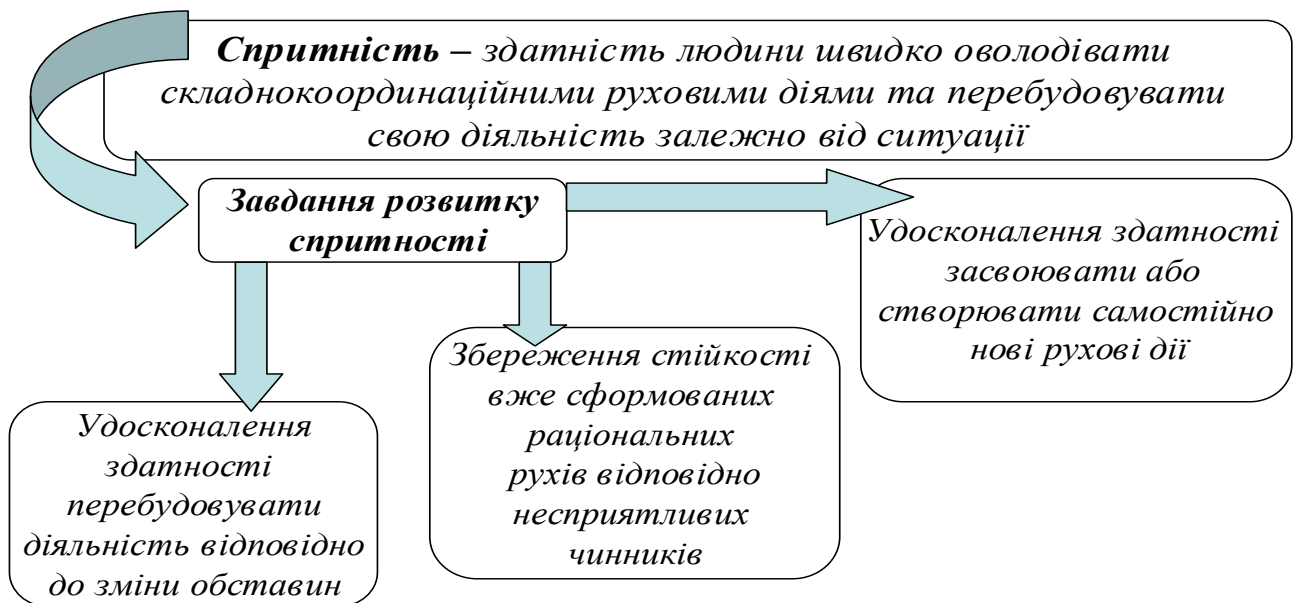 Спритність – здатність людини швидко оволодівати
складнокоординаційними руховими діями та перебудовувати
свою діяльність залежно від ситуації
Завдання розвитку
спритності
Удосконалення здатності
засвоювати або
створювати самостійно
нові рухові дії
Збереження стійкості
вже сформованих
раціональних
рухів відповідно
несприятливих
чинників
Удосконалення
здатності
перебудовувати
діяльність відповідно
до зміни обставин